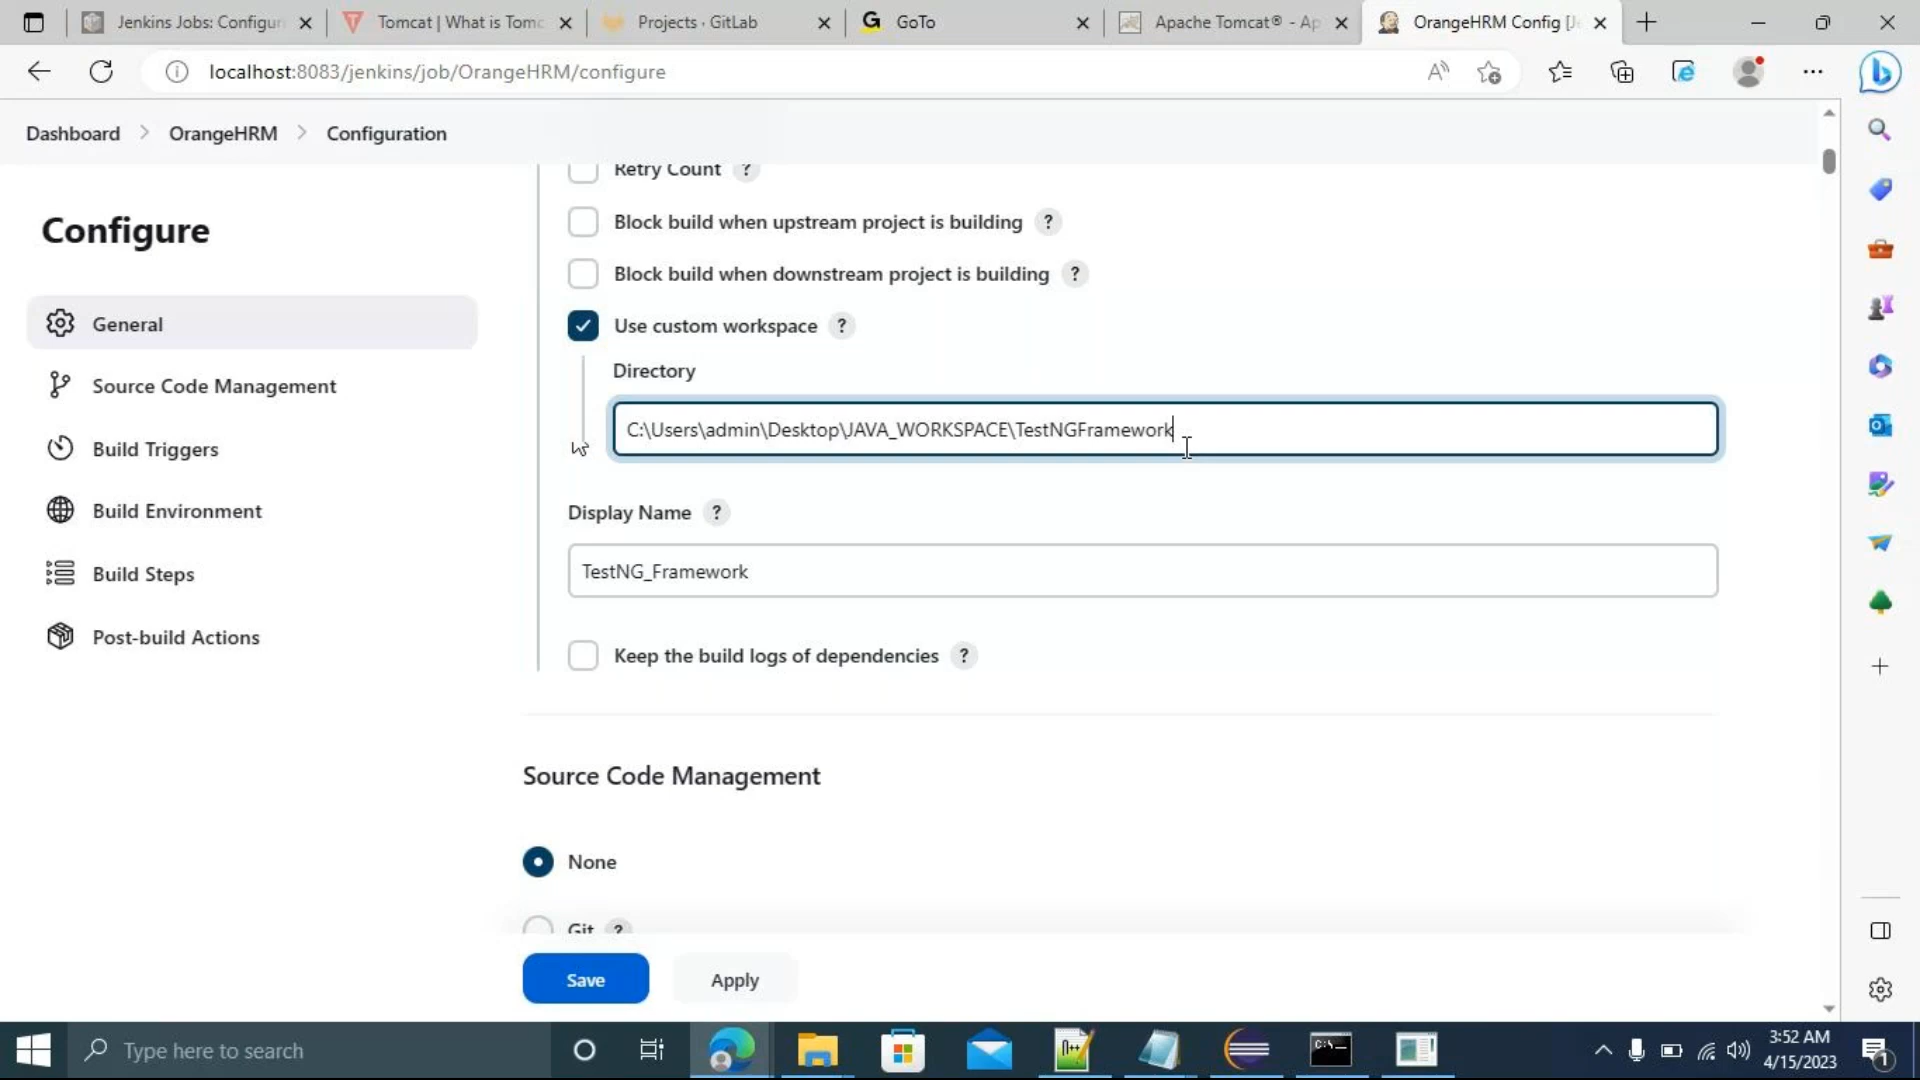 Jenkins Jobs: Configur
Tomcat | What is Tomc
Projects · GitLab
GoTo
Apache Tomcat® - Ap
OrangeHRM Config [J
localhost:8083/jenkins/job/OrangeHRM/configure
Dashboard
OrangeHRM
Configuration
Configure
General
Source Code Management
Build Triggers
Build Environment
Build Steps
Post-build Actions
Retry Count ?
Block build when upstream project is building ?
Block build when downstream project is building ?
Use custom workspace ?
Directory
C:\Users\admin\Desktop\JAVA_WORKSPACE\TestNGFramework
Display Name ?
TestNG_Framework
Keep the build logs of dependencies ?
Source Code Management
None
Git ?
Save
Apply
Type here to search
3:52 AM
4/15/2023
1